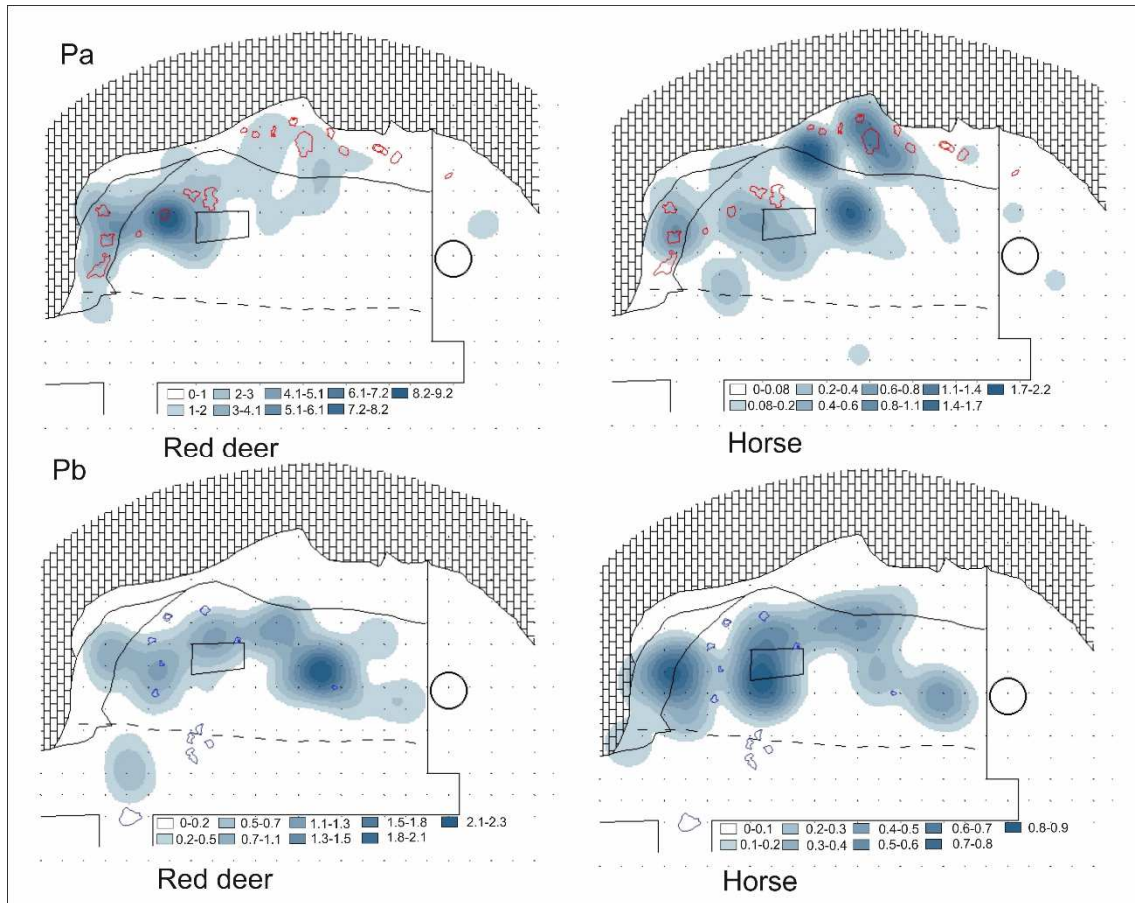 Pa
0-1 2-3 4.1-5.1 6.1-7.2 8.2-9.2
1-2 3-4.1 5.1-6.1 7.2-8.2
Red deer
0-0.08 0.2-0.4 0.6-0.8 1.1-1.4 1.7-2.2
0.08-0.2 0.4-0.6 0.8-1.1 1.4-1.7
Horse
Pb
0-0.2 0.5-0.7 1.1-1.3 1.5-1.8 2.1-2.3
0.2-0.5 0.7-1.1 1.3-1.5 1.8-2.1
Red deer
0-0.1 0.2-0.3 0.4-0.5 0.6-0.7 0.8-0.9
0.1-0.2 0.3-0.4 0.5-0.6 0.7-0.8
Horse